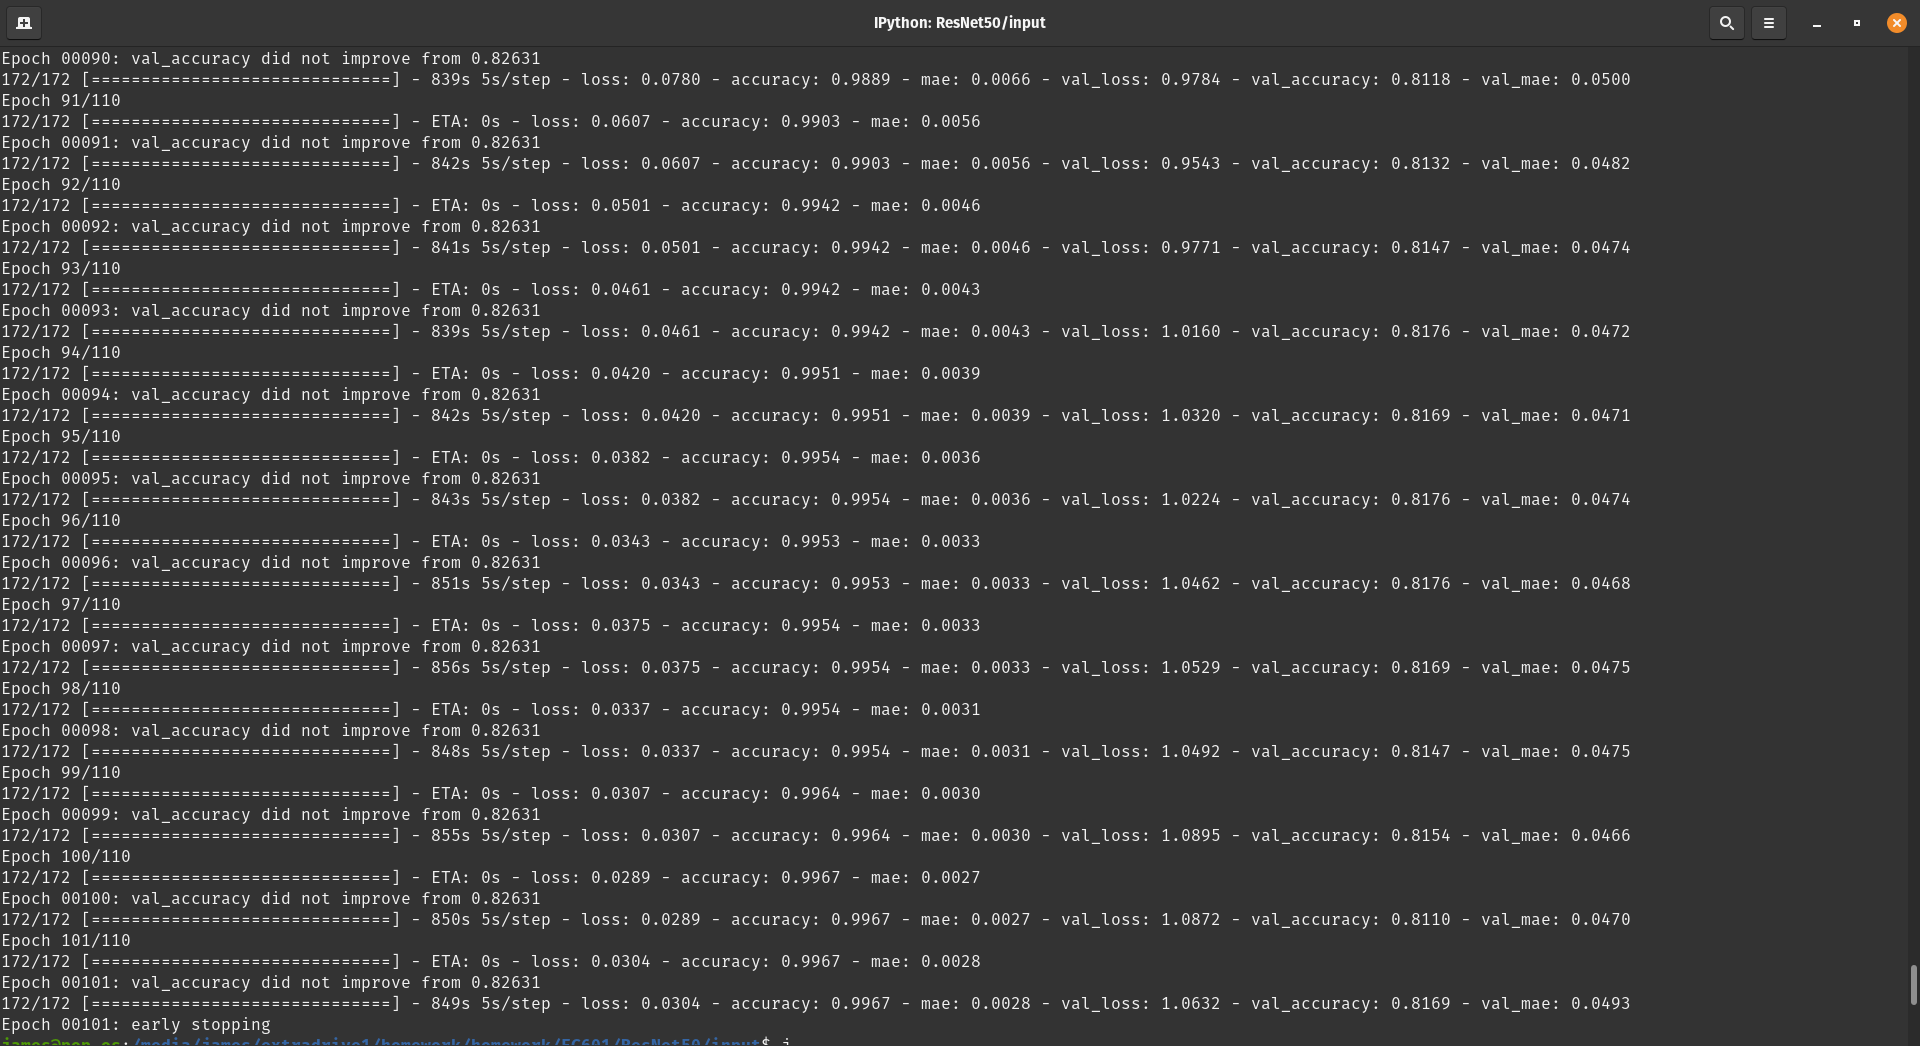 IPython: ResNet50/input
Epoch 00090: val_accuracy did not improve from 0.82631
172/172 [==============================] - 839s 5s/step - loss: 0.0780 - accuracy: 0.9889 - mae: 0.0066 - val_loss: 0.9784 - val_accuracy: 0.8118 - val_mae: 0.0500
Epoch 91/110
172/172 [==============================] - ETA: 0s - loss: 0.0607 - accuracy: 0.9903 - mae: 0.0056
Epoch 00091: val_accuracy did not improve from 0.82631
172/172 [==============================] - 842s 5s/step - loss: 0.0607 - accuracy: 0.9903 - mae: 0.0056 - val_loss: 0.9543 - val_accuracy: 0.8132 - val_mae: 0.0482
Epoch 92/110
172/172 [==============================] - ETA: 0s - loss: 0.0501 - accuracy: 0.9942 - mae: 0.0046
Epoch 00092: val_accuracy did not improve from 0.82631
172/172 [==============================] - 841s 5s/step - loss: 0.0501 - accuracy: 0.9942 - mae: 0.0046 - val_loss: 0.9771 - val_accuracy: 0.8147 - val_mae: 0.0474
Epoch 93/110
172/172 [==============================] - ETA: 0s - loss: 0.0461 - accuracy: 0.9942 - mae: 0.0043
Epoch 00093: val_accuracy did not improve from 0.82631
172/172 [==============================] - 839s 5s/step - loss: 0.0461 - accuracy: 0.9942 - mae: 0.0043 - val_loss: 1.0160 - val_accuracy: 0.8176 - val_mae: 0.0472
Epoch 94/110
172/172 [==============================] - ETA: 0s - loss: 0.0420 - accuracy: 0.9951 - mae: 0.0039
Epoch 00094: val_accuracy did not improve from 0.82631
172/172 [==============================] - 842s 5s/step - loss: 0.0420 - accuracy: 0.9951 - mae: 0.0039 - val_loss: 1.0320 - val_accuracy: 0.8169 - val_mae: 0.0471
Epoch 95/110
172/172 [==============================] - ETA: 0s - loss: 0.0382 - accuracy: 0.9954 - mae: 0.0036
Epoch 00095: val_accuracy did not improve from 0.82631
172/172 [==============================] - 843s 5s/step - loss: 0.0382 - accuracy: 0.9954 - mae: 0.0036 - val_loss: 1.0224 - val_accuracy: 0.8176 - val_mae: 0.0474
Epoch 96/110
172/172 [==============================] - ETA: 0s - loss: 0.0343 - accuracy: 0.9953 - mae: 0.0033
Epoch 00096: val_accuracy did not improve from 0.82631
172/172 [==============================] - 851s 5s/step - loss: 0.0343 - accuracy: 0.9953 - mae: 0.0033 - val_loss: 1.0462 - val_accuracy: 0.8176 - val_mae: 0.0468
Epoch 97/110
172/172 [==============================] - ETA: 0s - loss: 0.0375 - accuracy: 0.9954 - mae: 0.0033
Epoch 00097: val_accuracy did not improve from 0.82631
172/172 [==============================] - 856s 5s/step - loss: 0.0375 - accuracy: 0.9954 - mae: 0.0033 - val_loss: 1.0529 - val_accuracy: 0.8169 - val_mae: 0.0475
Epoch 98/110
172/172 [==============================] - ETA: 0s - loss: 0.0337 - accuracy: 0.9954 - mae: 0.0031
Epoch 00098: val_accuracy did not improve from 0.82631
172/172 [==============================] - 848s 5s/step - loss: 0.0337 - accuracy: 0.9954 - mae: 0.0031 - val_loss: 1.0492 - val_accuracy: 0.8147 - val_mae: 0.0475
Epoch 99/110
172/172 [==============================] - ETA: 0s - loss: 0.0307 - accuracy: 0.9964 - mae: 0.0030
Epoch 00099: val_accuracy did not improve from 0.82631
172/172 [==============================] - 855s 5s/step - loss: 0.0307 - accuracy: 0.9964 - mae: 0.0030 - val_loss: 1.0895 - val_accuracy: 0.8154 - val_mae: 0.0466
Epoch 100/110
172/172 [==============================] - ETA: 0s - loss: 0.0289 - accuracy: 0.9967 - mae: 0.0027
Epoch 00100: val_accuracy did not improve from 0.82631
172/172 [==============================] - 850s 5s/step - loss: 0.0289 - accuracy: 0.9967 - mae: 0.0027 - val_loss: 1.0872 - val_accuracy: 0.8110 - val_mae: 0.0470
Epoch 101/110
172/172 [==============================] - ETA: 0s - loss: 0.0304 - accuracy: 0.9967 - mae: 0.0028
Epoch 00101: val_accuracy did not improve from 0.82631
172/172 [==============================] - 849s 5s/step - loss: 0.0304 - accuracy: 0.9967 - mae: 0.0028 - val_loss: 1.0632 - val_accuracy: 0.8169 - val_mae: 0.0493
Epoch 00101: early stopping
james@pop-os:/media/james/extradrive1/homework/homework/EC601/ResNet50/input$